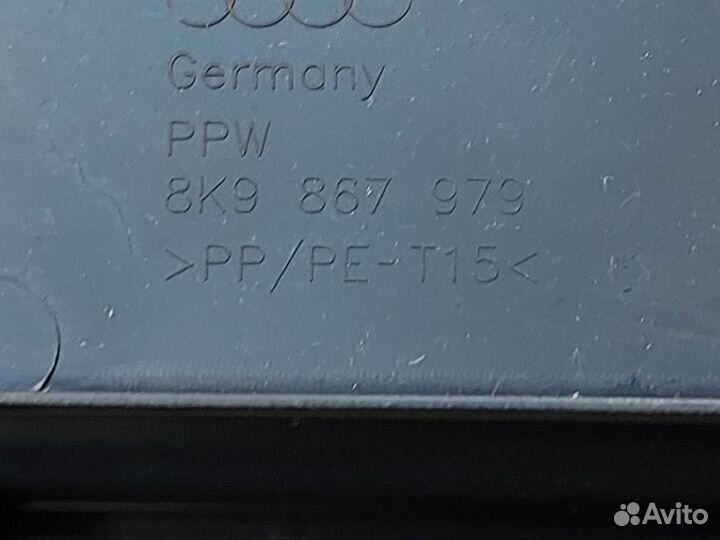 Germany
PPW
8K9 867 979
>PP/PE-T15<
Avito